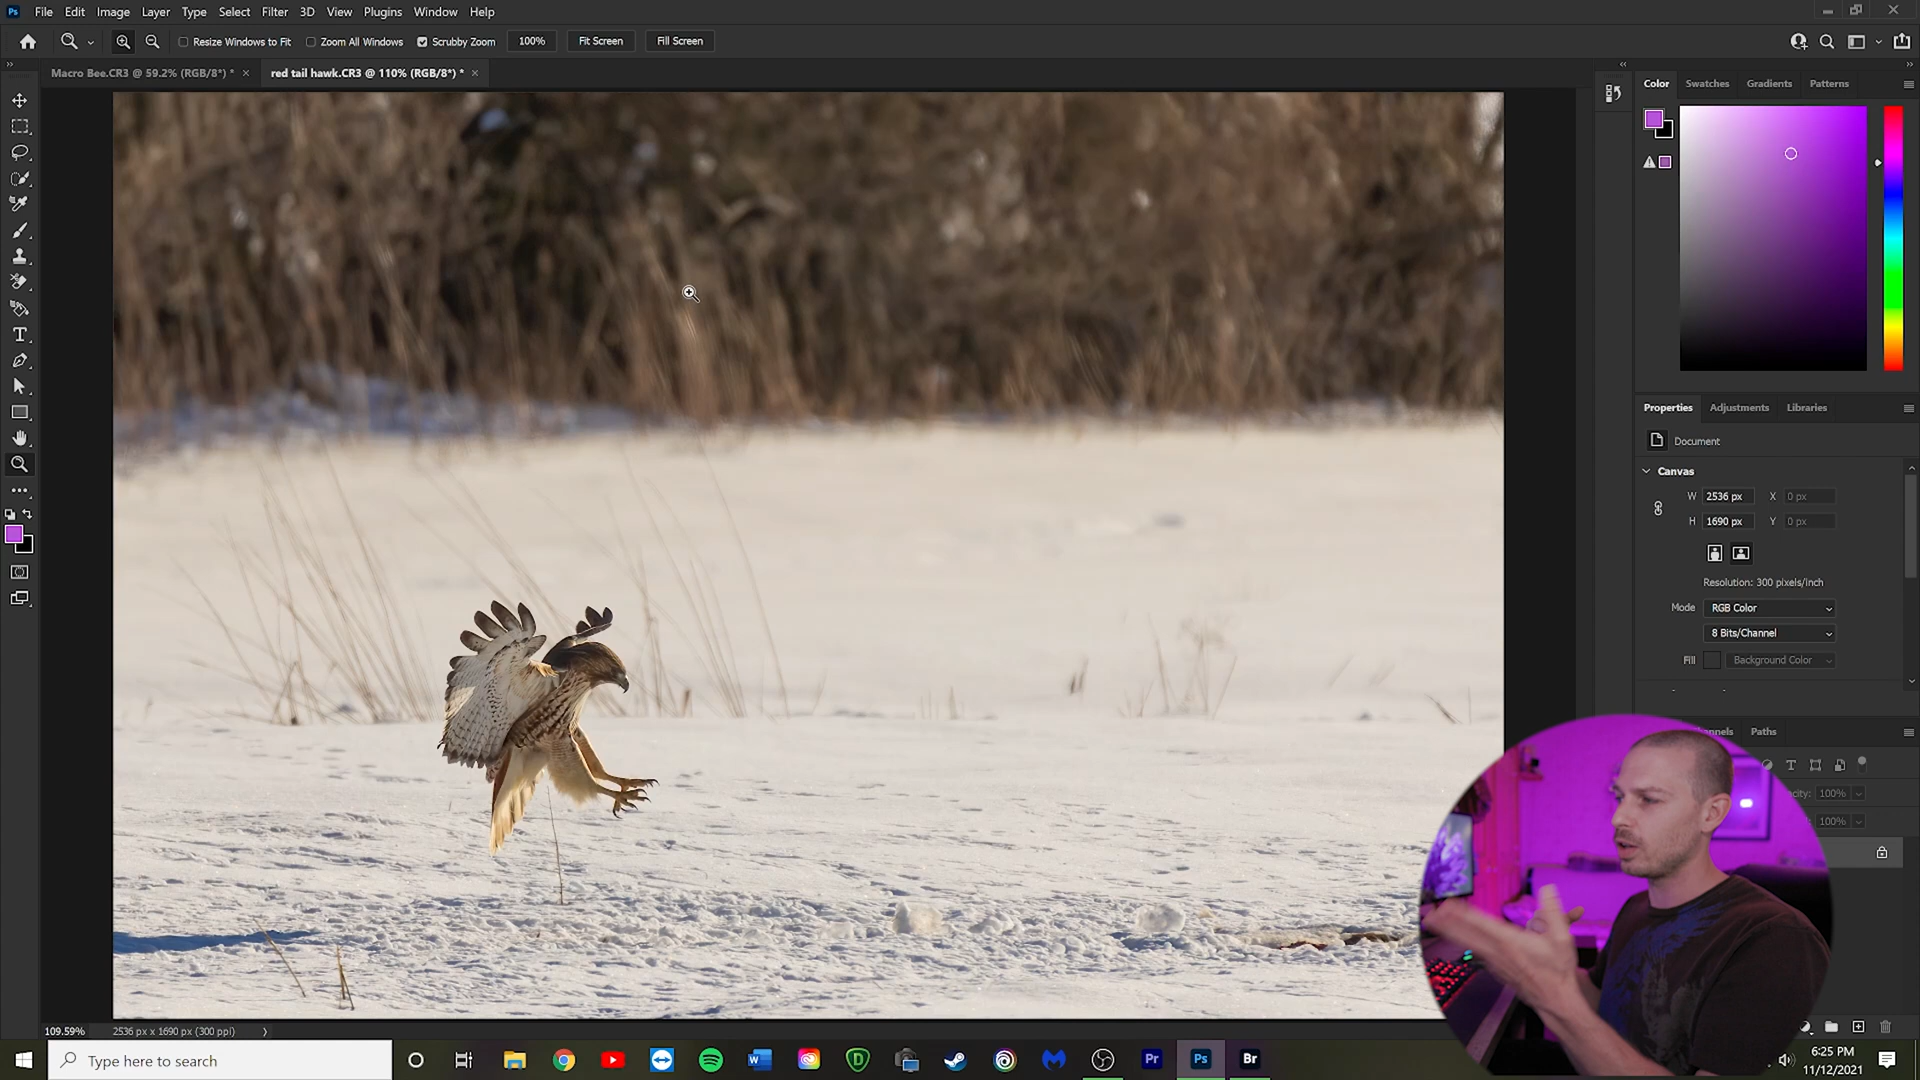 Ps File Edit Image Layer Type Select Filter 3D View Plugins Window Help
Resize Windows to Fit Zoom All Windows Scrubby Zoom 100% Fit Screen Fill Screen
Macro Bee.CR3 @ 59.2% (RGB/8*) * × red tail hawk.CR3 @ 110% (RGB/8*) * ×
Color Swatches Gradients Patterns
Properties Adjustments Libraries
Document
Canvas
W 2536 px X 0 px
H 1690 px Y 0 px
Resolution: 300 pixels/inch
Mode RGB Color
8 Bits/Channel
Fill Background Color
Paths
100%
100%
109.59% 2536 px x 1690 px (300 ppi)
Type here to search
Pr Ps Br
6:25 PM
11/12/2021